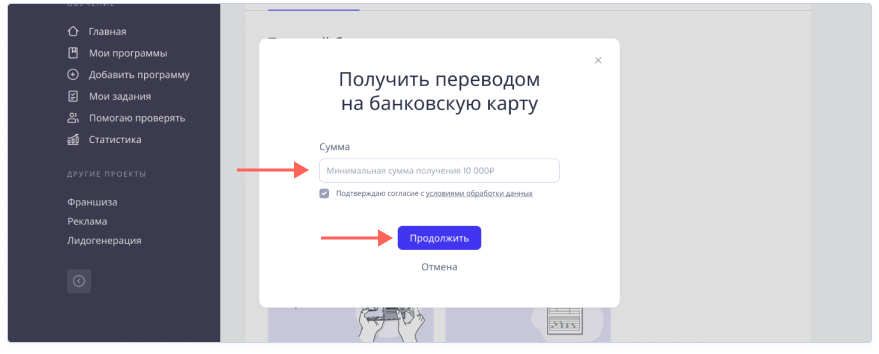 ОБУЧЕНИЕ
Главная
Мои программы
Добавить программу
Мои задания
Помогаю проверять
Статистика
ДРУГИЕ ПРОЕКТЫ
Франшиза
Реклама
Лидогенерация
Получить переводом
на банковскую карту
Сумма
Минимальная сумма получения 10 000₽
Подтверждаю согласие с условиями обработки данных
Продолжить
Отмена